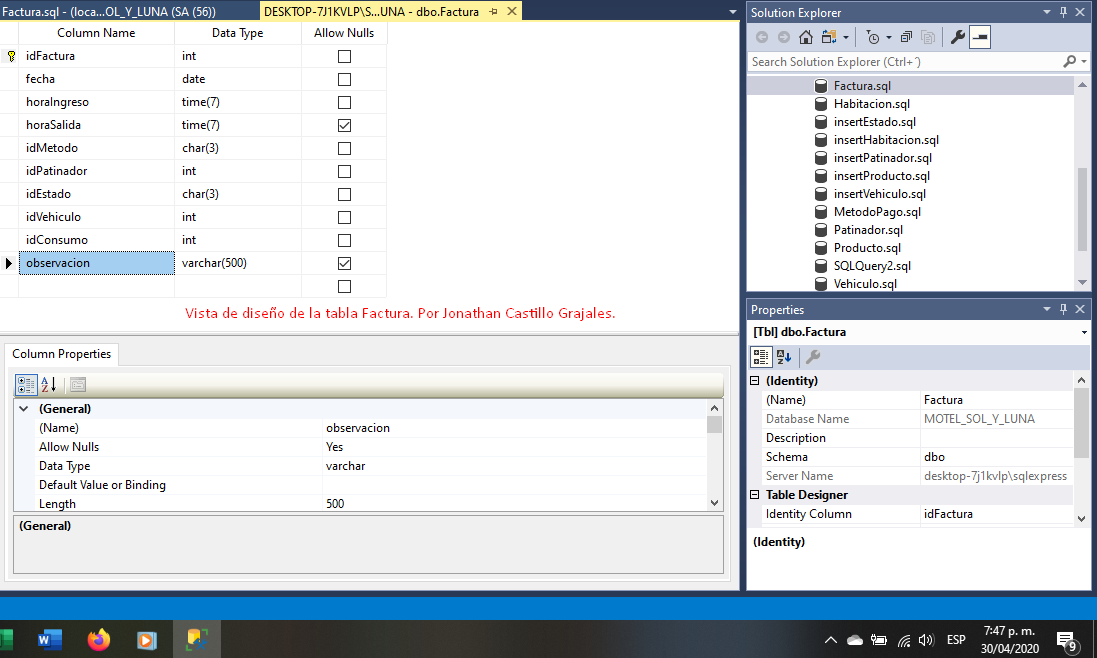 Factura.sql - (loca...OL_Y_LUNA (SA (56))
DESKTOP-7J1KVLP\S...UNA - dbo.Factura
Column Name Data Type Allow Nulls
idFactura int
fecha date
horaIngreso time(7)
horaSalida time(7)
idMetodo char(3)
idPatinador int
idEstado char(3)
idVehiculo int
idConsumo int
observacion varchar(500)
Vista de diseño de la tabla Factura. Por Jonathan Castillo Grajales.
Column Properties
(General)
(Name) observacion
Allow Nulls Yes
Data Type varchar
Default Value or Binding
Length 500
(General)
Solution Explorer
Search Solution Explorer (Ctrl+´)
Factura.sql
Habitacion.sql
insertEstado.sql
insertHabitacion.sql
insertPatinador.sql
insertProducto.sql
insertVehiculo.sql
MetodoPago.sql
Patinador.sql
Producto.sql
SQLQuery2.sql
Vehiculo.sql
Properties
[Tbl] dbo.Factura
(Identity)
(Name) Factura
Database Name MOTEL_SOL_Y_LUNA
Description
Schema dbo
Server Name desktop-7j1kvlp\sqlexpress
Table Designer
Identity Column idFactura
(Identity)
ESP
7:47 p. m.
30/04/2020
9